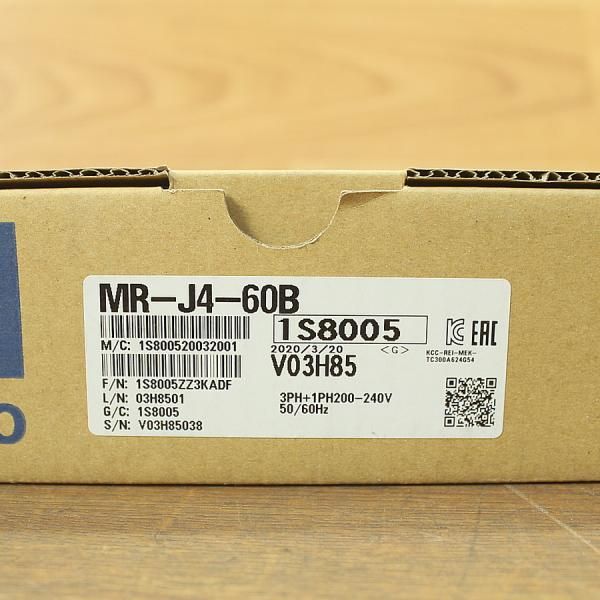 MR-J4-60B
1S8005
M/C: 1S800520032001
2020/3/20 <G>
V03H85
KCC-REI-MEK-
TC300A624G54
EAC
F/N: 1S8005ZZ3KADF
L/N: 03H8501
G/C: 1S8005
S/N: V03H85038
3PH+1PH200-240V
50/60Hz